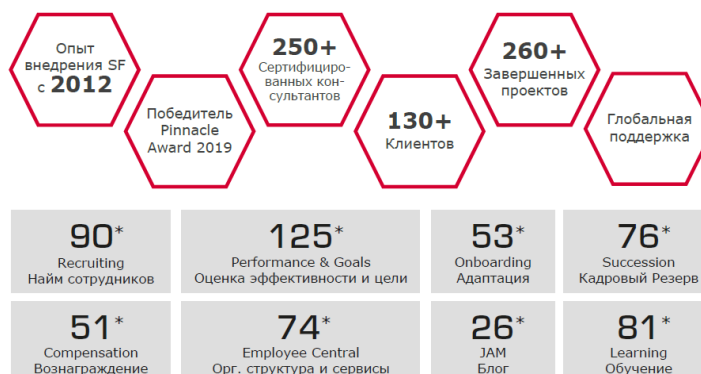 Опыт
внедрения SF
с 2012
Победитель
Pinnacle
Award 2019
250+
Сертифициро-
ванных кон-
сультантов
130+
Клиентов
260+
Завершенных
проектов
Глобальная
поддержка
90*
Recruiting
Найм сотрудников
125*
Performance & Goals
Оценка эффективности и цели
53*
Onboarding
Адаптация
76*
Succession
Кадровый Резерв
51*
Compensation
Вознаграждение
74*
Employee Central
Орг. структура и сервисы
26*
JAM
Блог
81*
Learning
Обучение